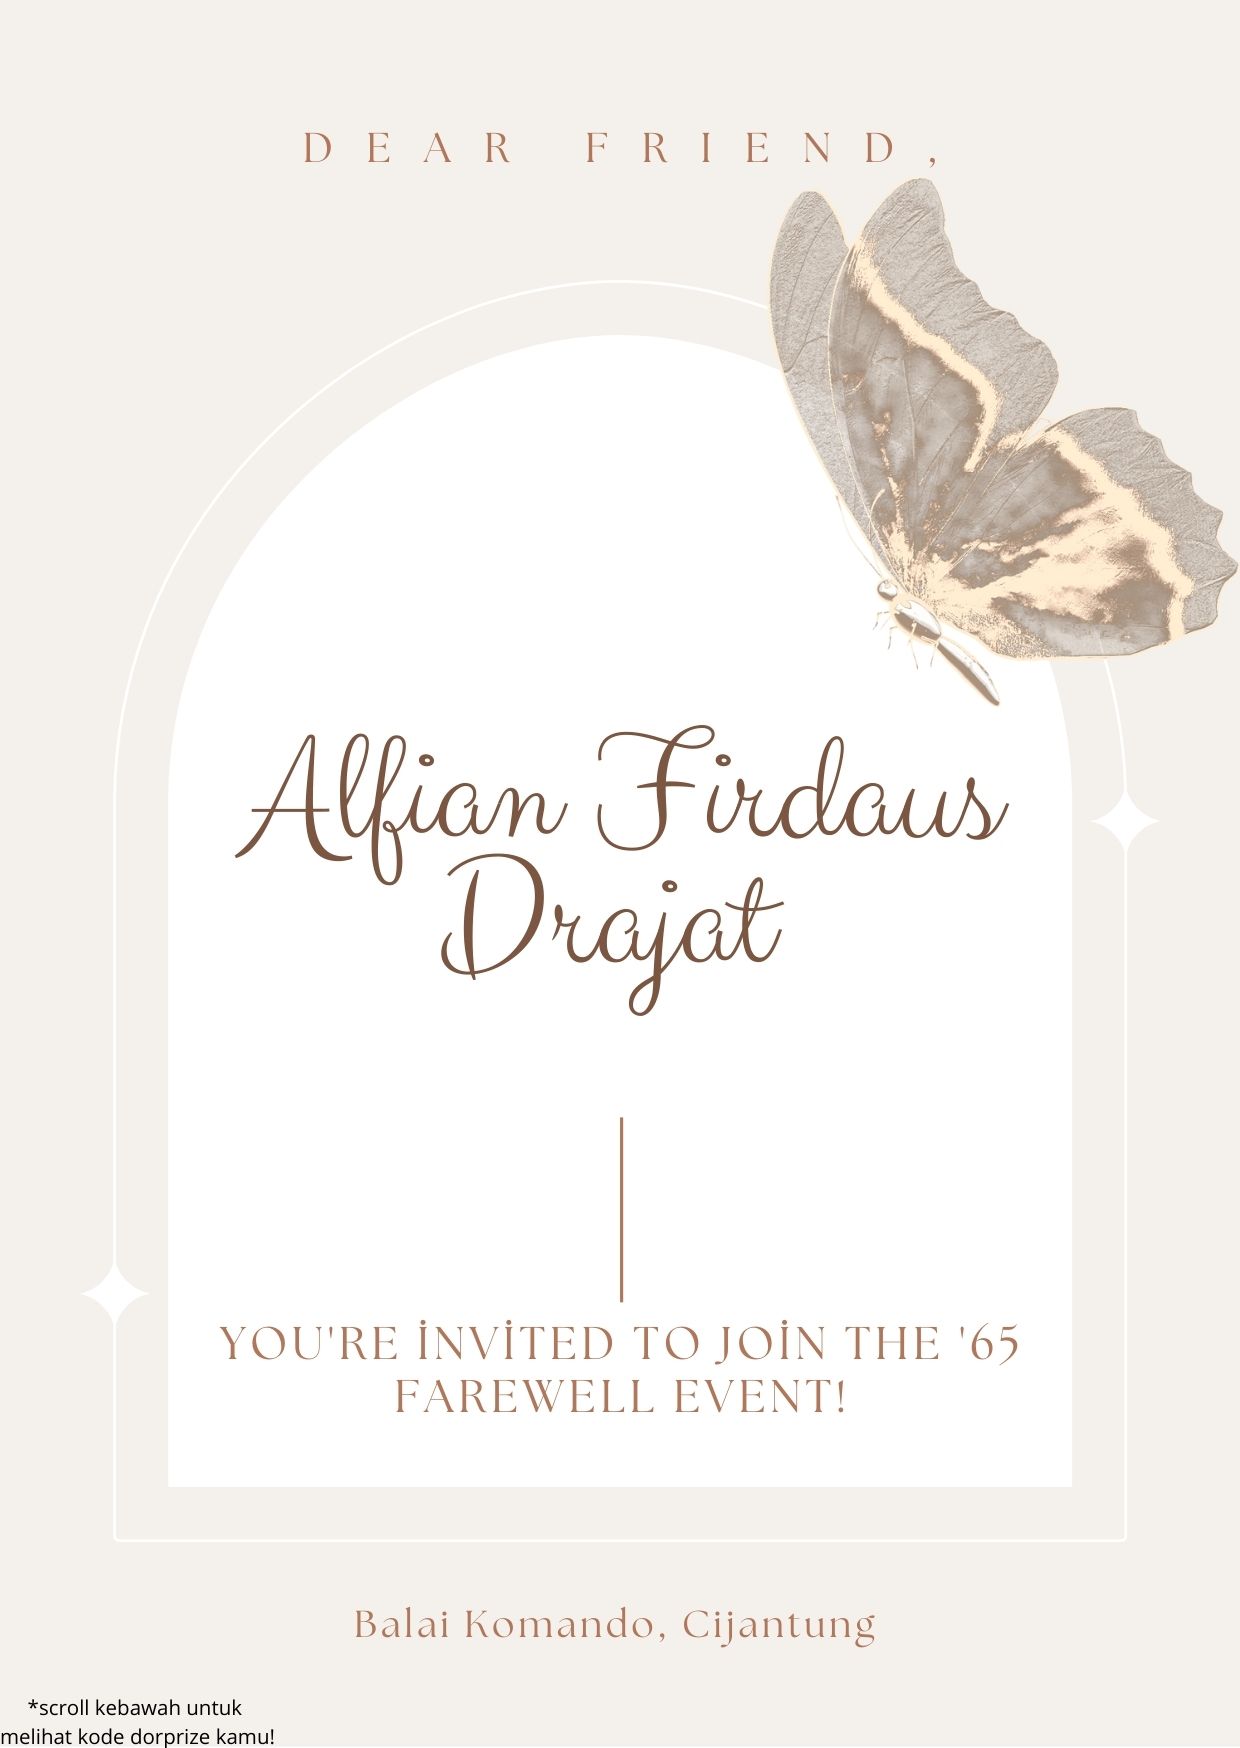 DEAR FRIEND,
Alfian Firdaus
Drajat
YOU'RE İNVİTED TO JOİN THE '65
FAREWELL EVENT!
Balai Komando, Cijantung
*scroll kebawah untuk
melihat kode dorprize kamu!